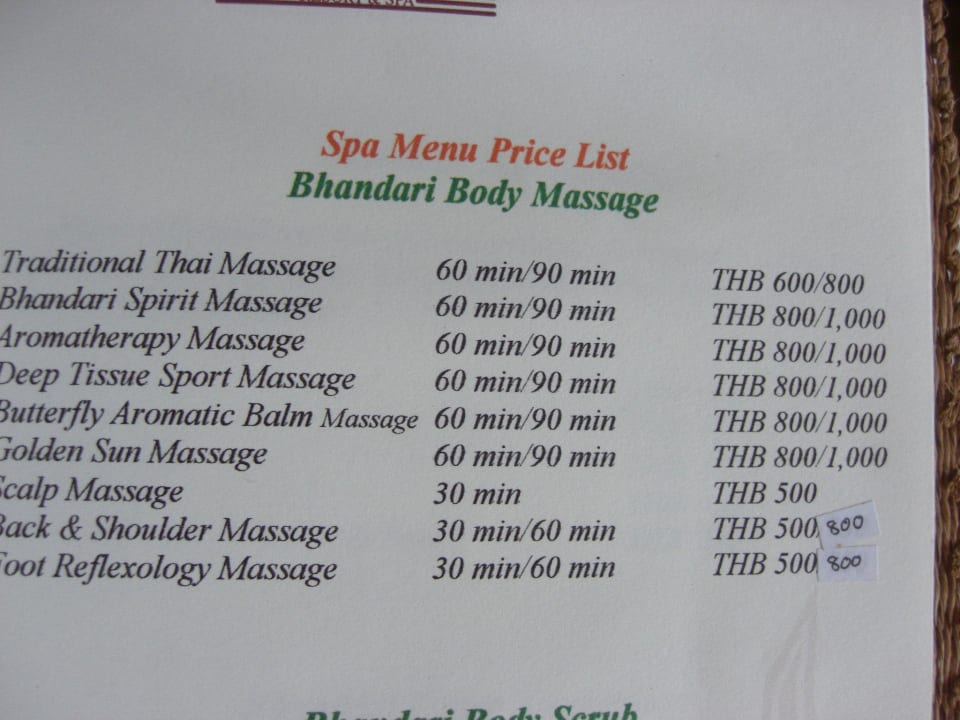 RESORT & SPA
Spa Menu Price List
Bhandari Body Massage
Traditional Thai Massage 60 min/90 min THB 600/800
Bhandari Spirit Massage 60 min/90 min THB 800/1,000
Aromatherapy Massage 60 min/90 min THB 800/1,000
Deep Tissue Sport Massage 60 min/90 min THB 800/1,000
Butterfly Aromatic Balm Massage 60 min/90 min THB 800/1,000
Golden Sun Massage 60 min/90 min THB 800/1,000
Scalp Massage 30 min THB 500
Back & Shoulder Massage 30 min/60 min THB 500/ 800
Foot Reflexology Massage 30 min/60 min THB 500/ 800
Bhandari Body Scrub